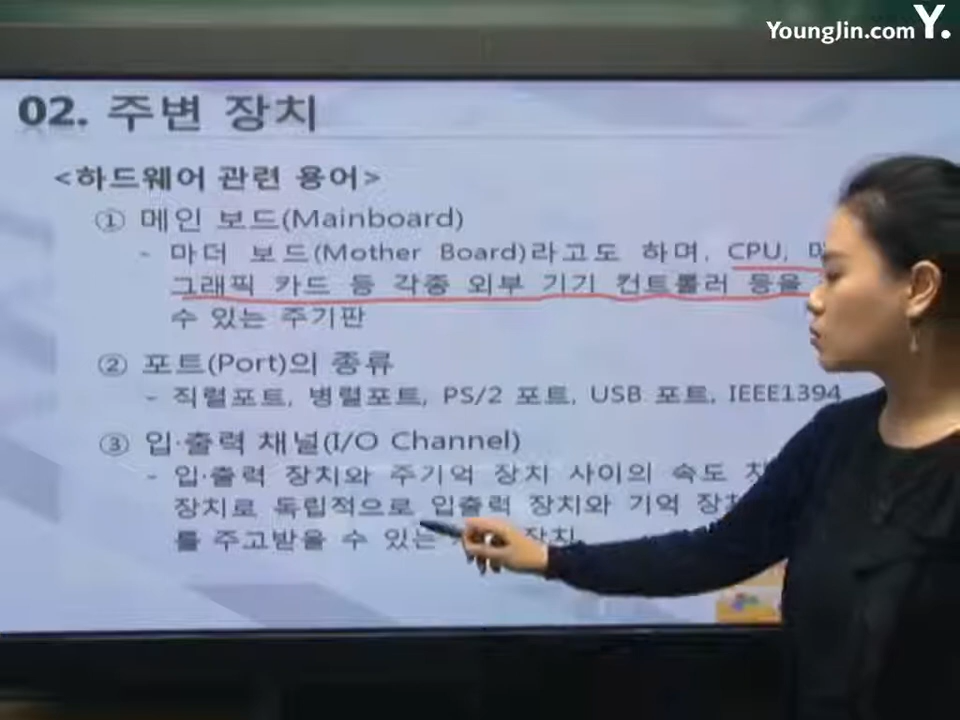 YoungJin.com Y.
02. 주변 장치
<하드웨어 관련 용어>
① 메인 보드(Mainboard)
- 마더 보드(Mother Board)라고도 하며, CPU,
그래픽 카드 등 각종 외부 기기 컨트롤러 등을
수 있는 주기판
② 포트(Port)의 종류
- 직렬포트, 병렬포트, PS/2 포트, USB 포트, IEEE1394
③ 입·출력 채널(I/O Channel)
- 입·출력 장치와 주기억 장치 사이의 속도
장치로 독립적으로 입출력 장치와 기억
를 주고받을 수 있는 장치